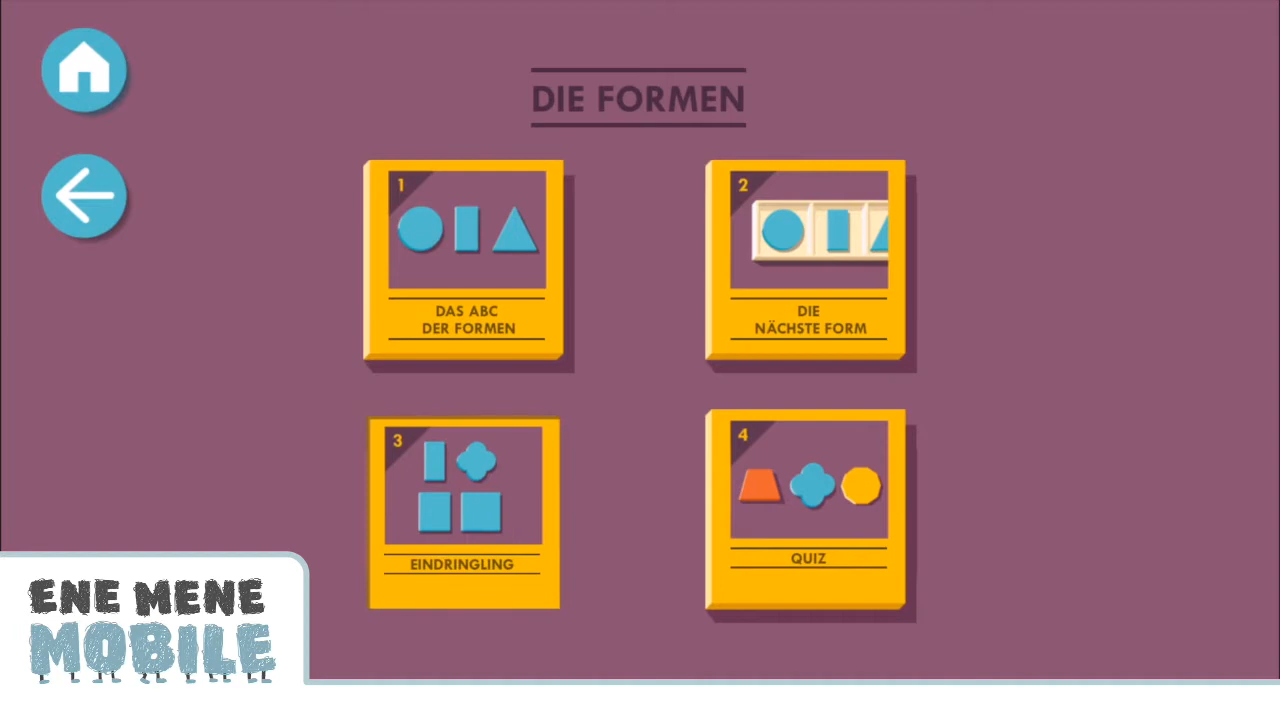 DIE FORMEN
1
DAS ABC
DER FORMEN
2
DIE
NÄCHSTE FORM
3
EINDRINGLING
4
QUIZ
ENE MENE
MOBILE